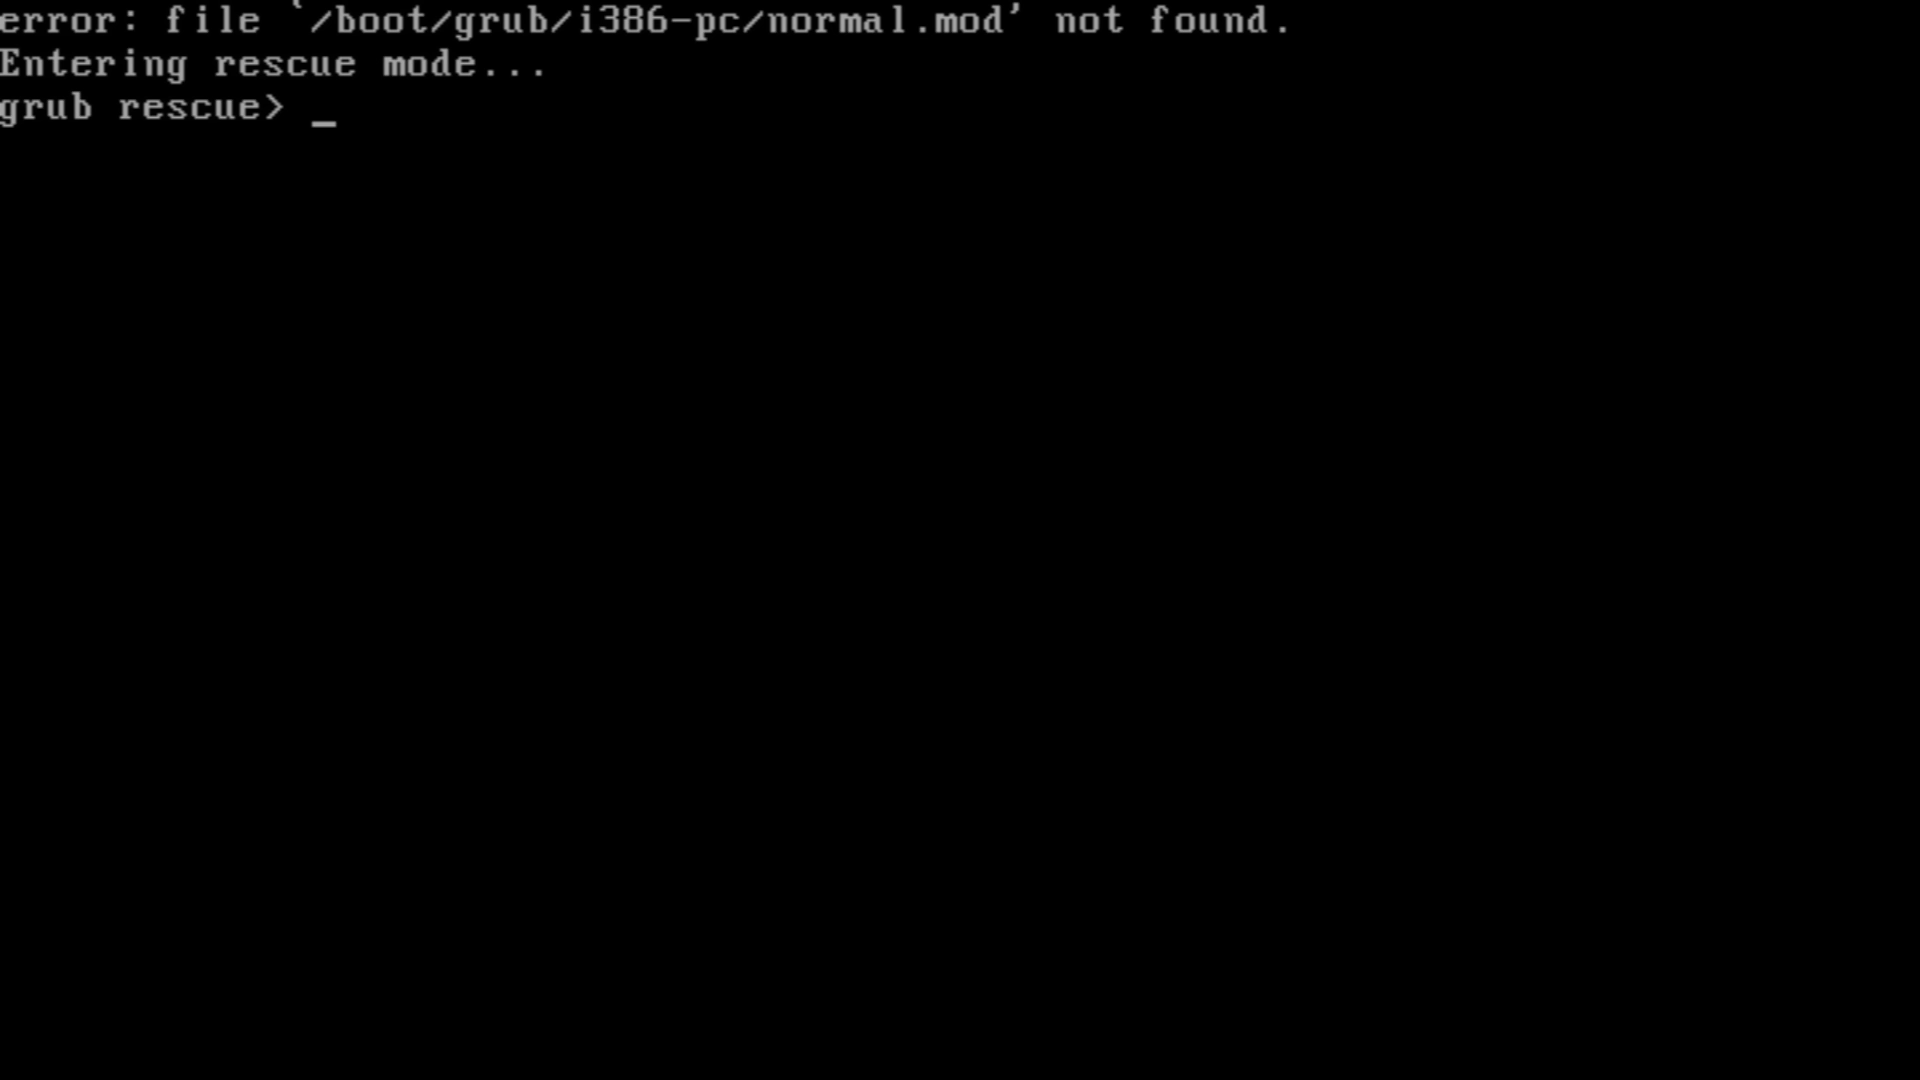 error: file `/boot/grub/i386-pc/normal.mod' not found.
Entering rescue mode...
grub rescue> _